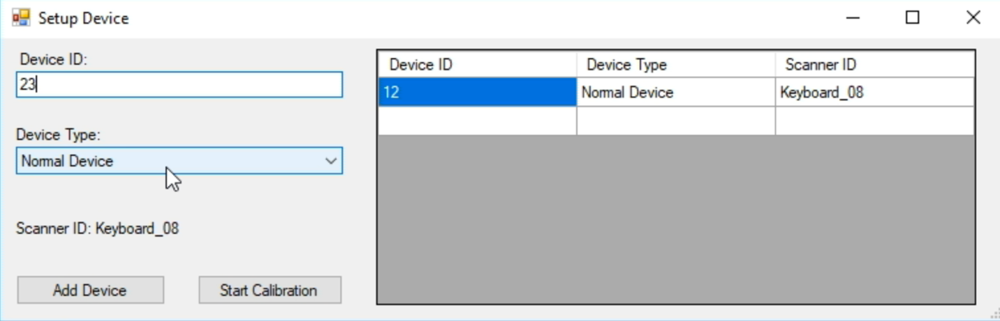 Setup Device
Device ID:
23
Device Type:
Normal Device
Scanner ID: Keyboard_08
Add Device
Start Calibration
Device ID Device Type Scanner ID
12 Normal Device Keyboard_08